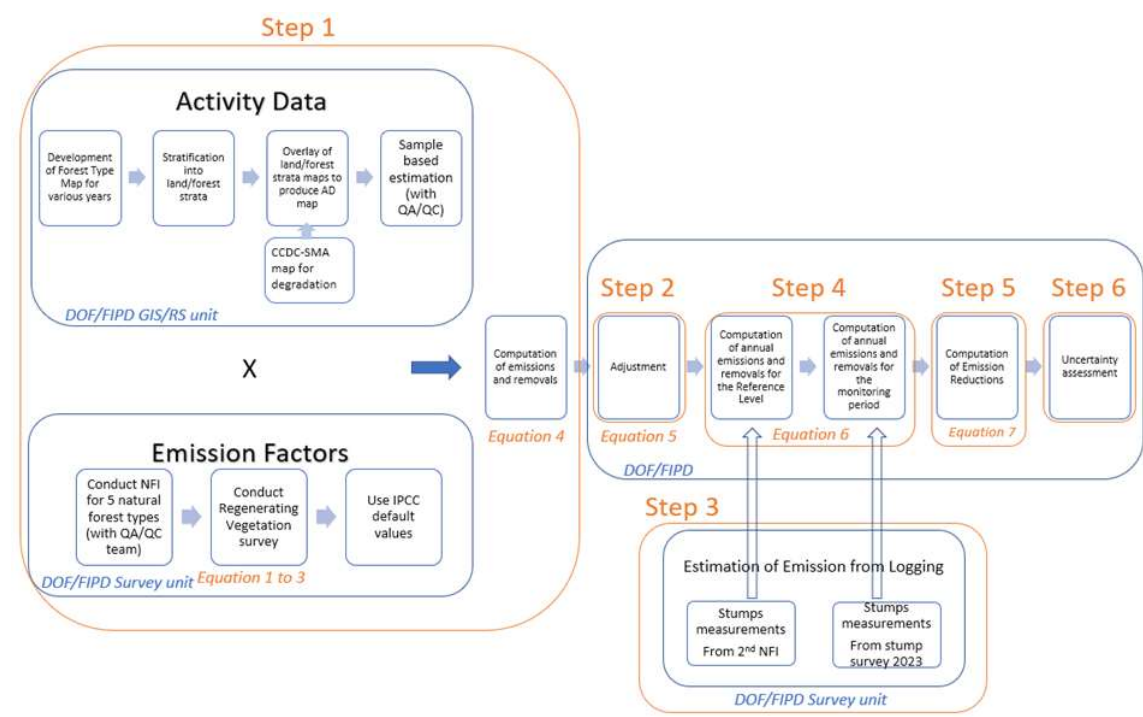 Step 1
Activity Data
Development
of Forest Type
Map for
various years
Stratification
into
land/forest
strata
Overlay of
land/forest
strata maps to
produce AD
map
Sample
based
estimation
(with
QA/QC)
CCDC-SMA
map for
degradation
DOF/FIPD GIS/RS unit
X
Emission Factors
Conduct NFI
for 5 natural
forest types
(with QA/QC
team)
Conduct
Regenerating
Vegetation
survey
Use IPCC
default
values
DOF/FIPD Survey unit
Equation 1 to 3
Computation
of emissions
and removals
Equation 4
Step 2
Adjustment
Equation 5
Step 4
Computation
of annual
emissions and
removals for
the Reference
Level
Computation
of annual
emissions and
removals for
the
monitoring
period
Equation 6
Step 5
Computation
of Emission
Reductions
Equation 7
Step 6
Uncertainty
assessment
DOF/FIPD
Step 3
Estimation of Emission from Logging
Stumps
measurements
From 2nd NFI
Stumps
measurements
From stump
survey 2023
DOF/FIPD Survey unit